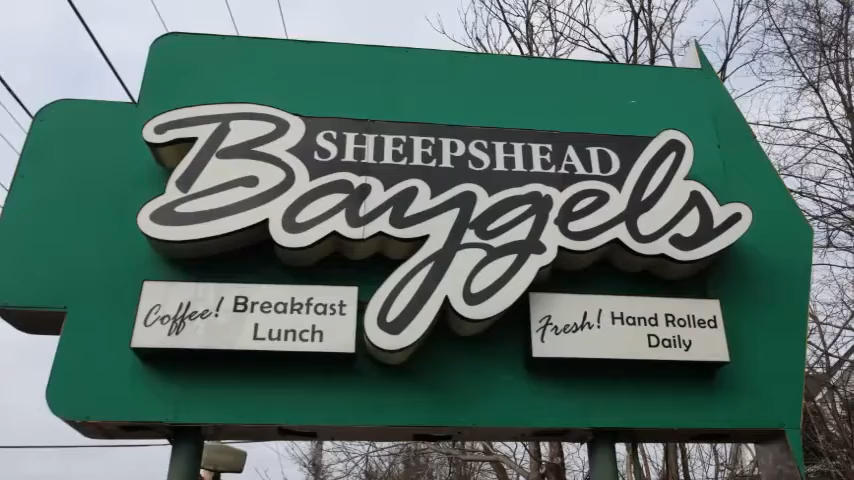 SHEEPSHEAD
Baygels
Coffee! Breakfast
Lunch
Fresh! Hand Rolled
Daily